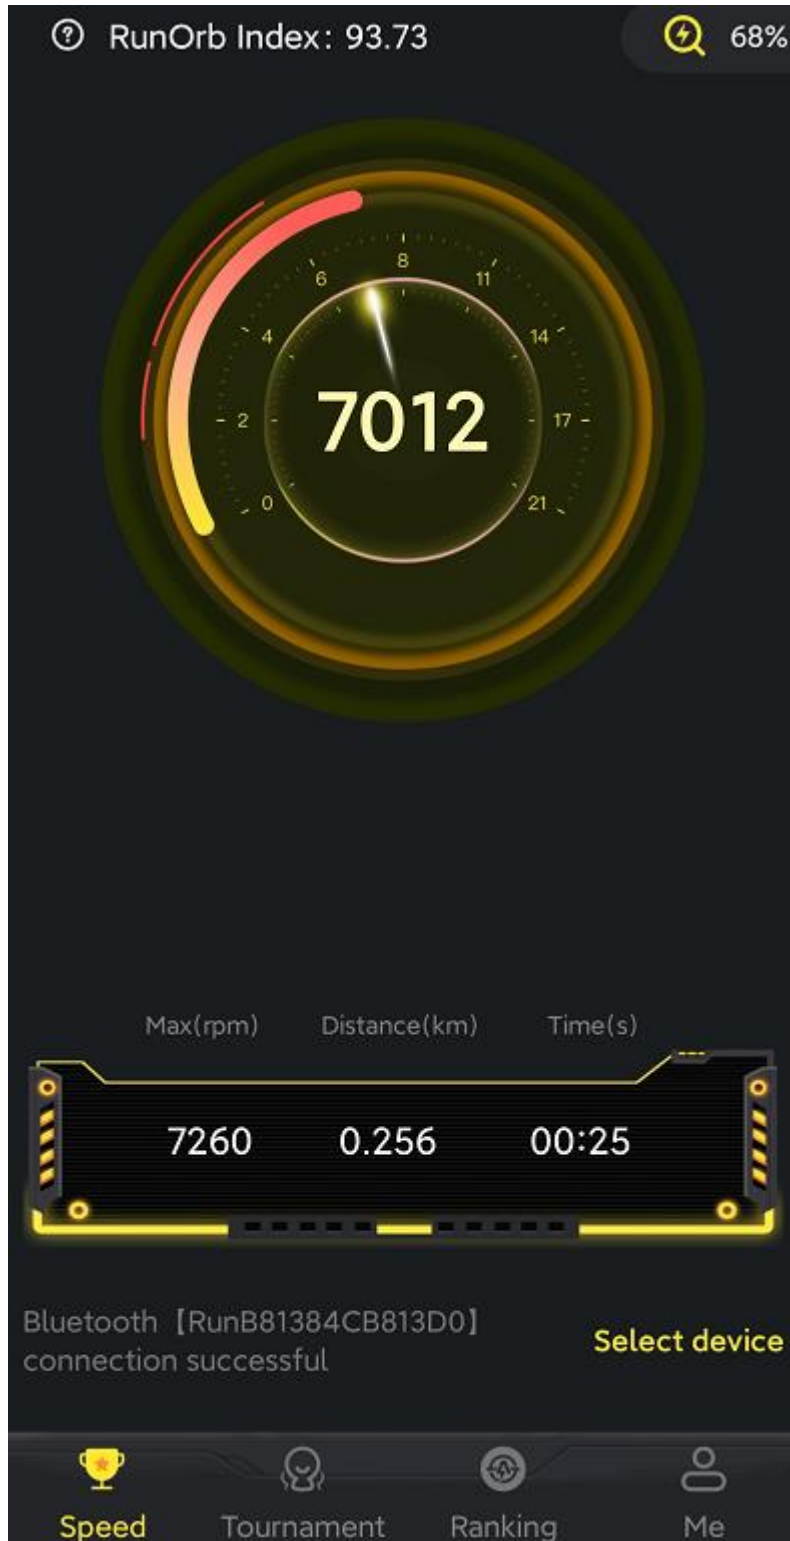 RunOrb Index: 93.73
68%
8
6
11
4
14
7012
2
17
0
21
Max(rpm) Distance(km) Time(s)
7260 0.256 00:25
Bluetooth【RunB81384CB813D0】
connection successful
Select device
Speed Tournament Ranking Me